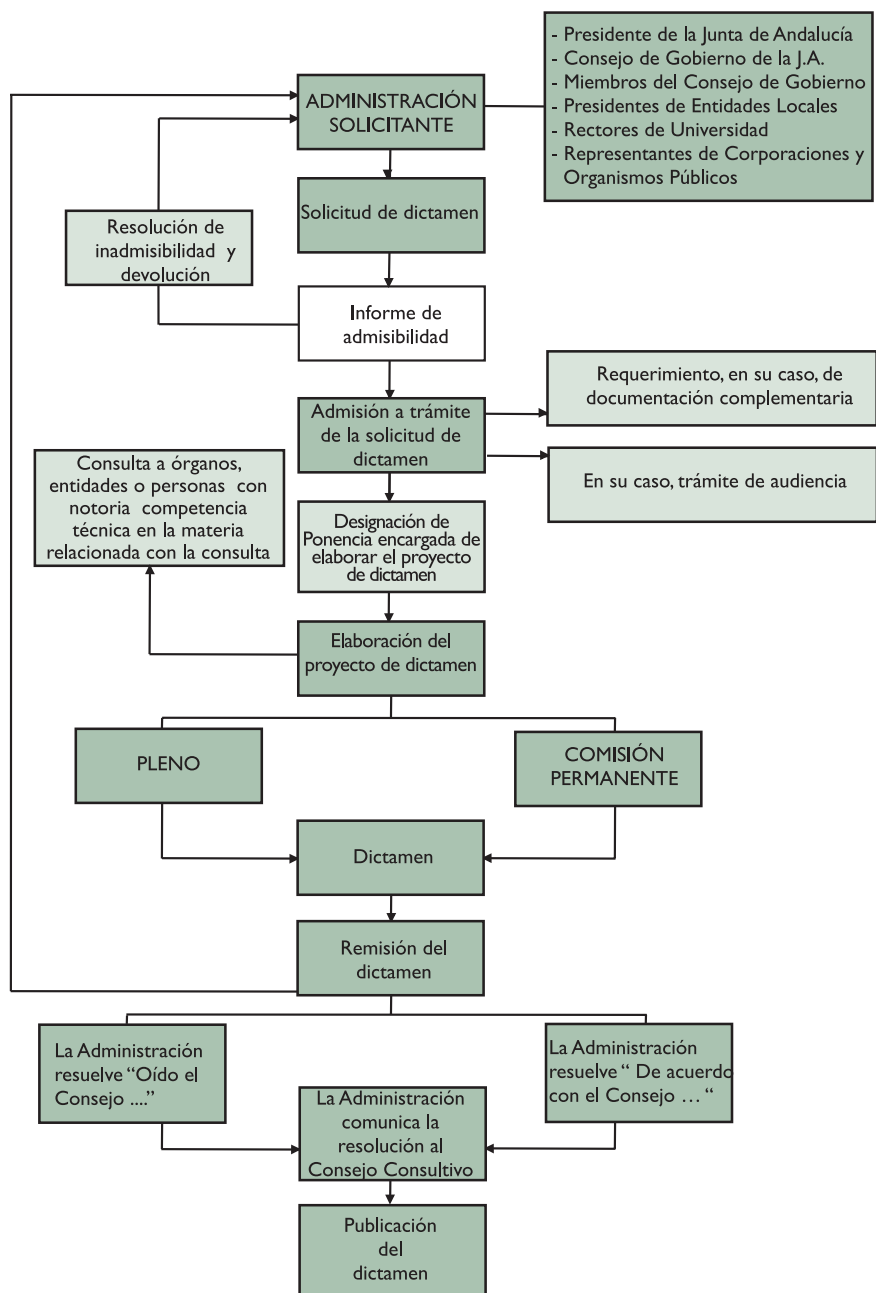 - Presidente de la Junta de Andalucía
- Consejo de Gobierno de la J.A.
- Miembros del Consejo de Gobierno
- Presidentes de Entidades Locales
- Rectores de Universidad
- Representantes de Corporaciones y
Organismos Públicos
ADMINISTRACIÓN
SOLICITANTE
Solicitud de dictamen
Resolución de
inadmisibilidad y
devolución
Informe de
admisibilidad
Requerimiento, en su caso, de
documentación complementaria
Admisión a trámite
de la solicitud de
dictamen
En su caso, trámite de audiencia
Consulta a órganos,
entidades o personas con
notoria competencia
técnica en la materia
relacionada con la consulta
Designación de
Ponencia encargada de
elaborar el proyecto
de dictamen
Elaboración del
proyecto de dictamen
PLENO
COMISIÓN
PERMANENTE
Dictamen
Remisión del
dictamen
La Administración
resuelve “Oído el
Consejo ....”
La Administración
resuelve “ De acuerdo
con el Consejo … “
La Administración
comunica la
resolución al
Consejo Consultivo
Publicación
del
dictamen